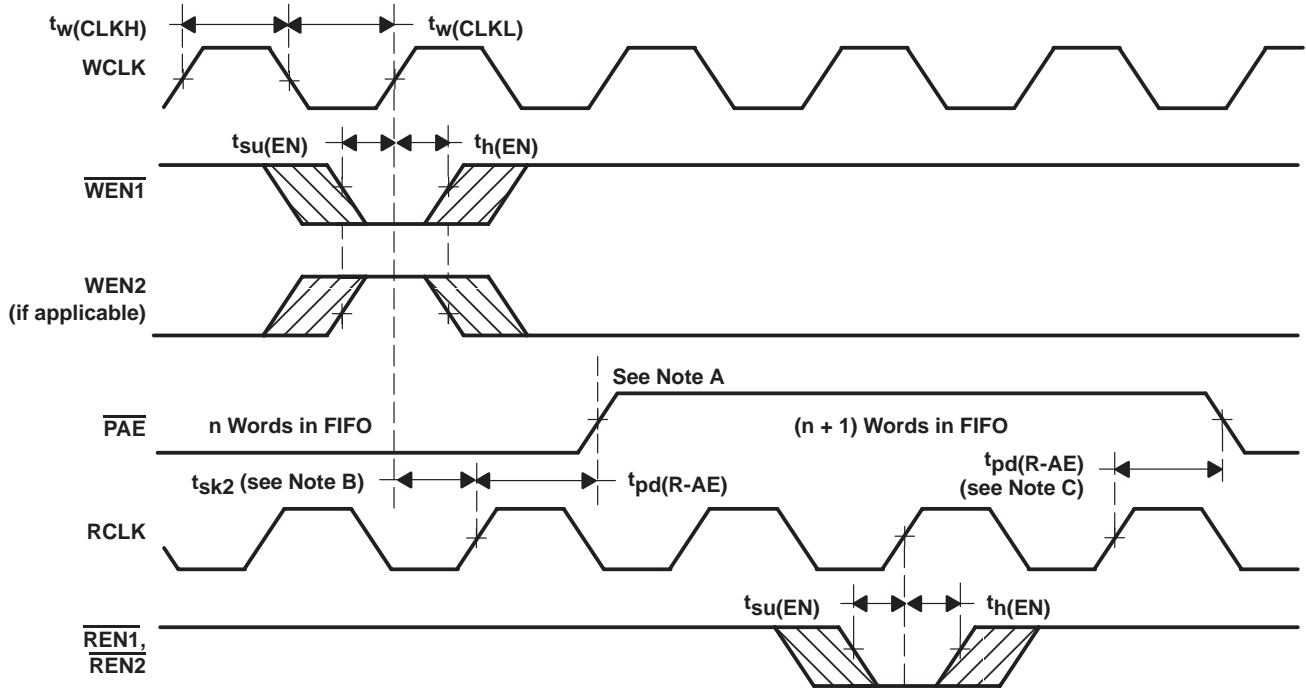 tw(CLKH)
tw(CLKL)
WCLK
tsu(EN)
th(EN)
WEN1
WEN2
(if applicable)
See Note A
PAE
n Words in FIFO
(n + 1) Words in FIFO
tsk2 (see Note B)
tpd(R-AE)
tpd(R-AE)
(see Note C)
RCLK
tsu(EN)
th(EN)
REN1,
REN2